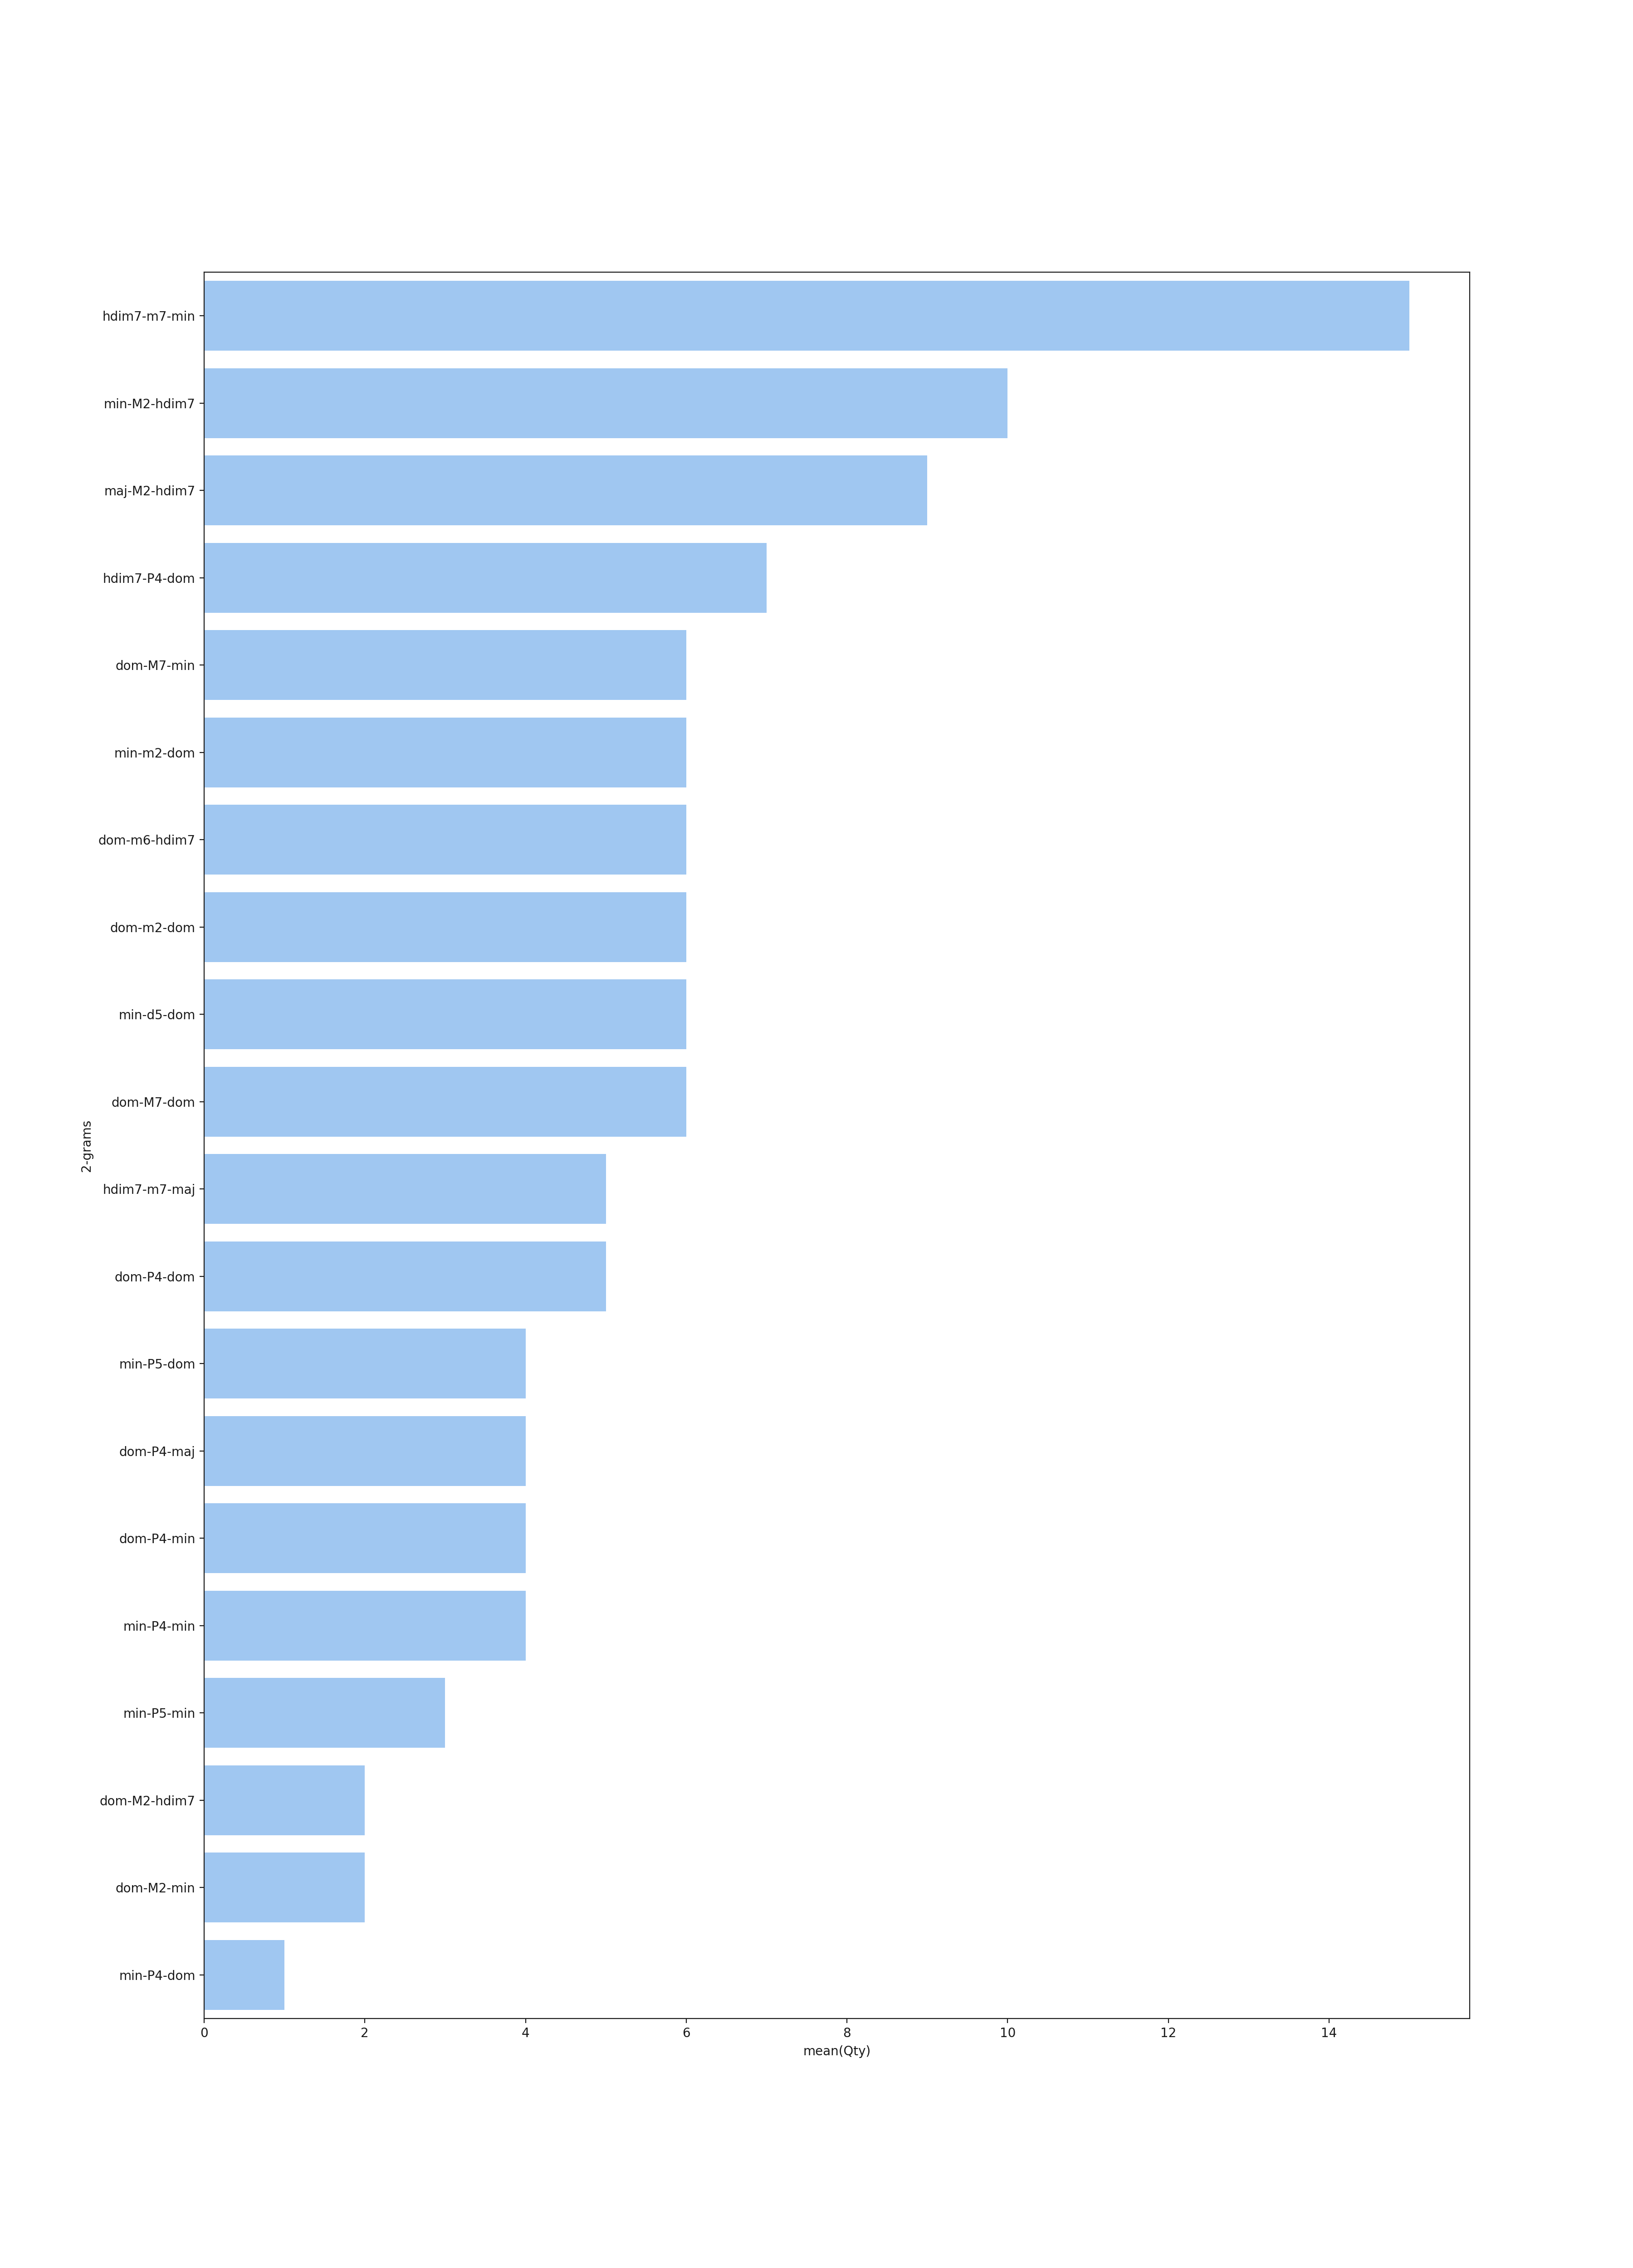 hdim7-m7-min
min-M2-hdim7
maj-M2-hdim7
hdim7-P4-dom
dom-M7-min
min-m2-dom
dom-m6-hdim7
dom-m2-dom
min-d5-dom
dom-M7-dom
2-grams
hdim7-m7-maj
dom-P4-dom
min-P5-dom
dom-P4-maj
dom-P4-min
min-P4-min
min-P5-min
dom-M2-hdim7
dom-M2-min
min-P4-dom
0 2 4 6 8 10 12 14
mean(Qty)